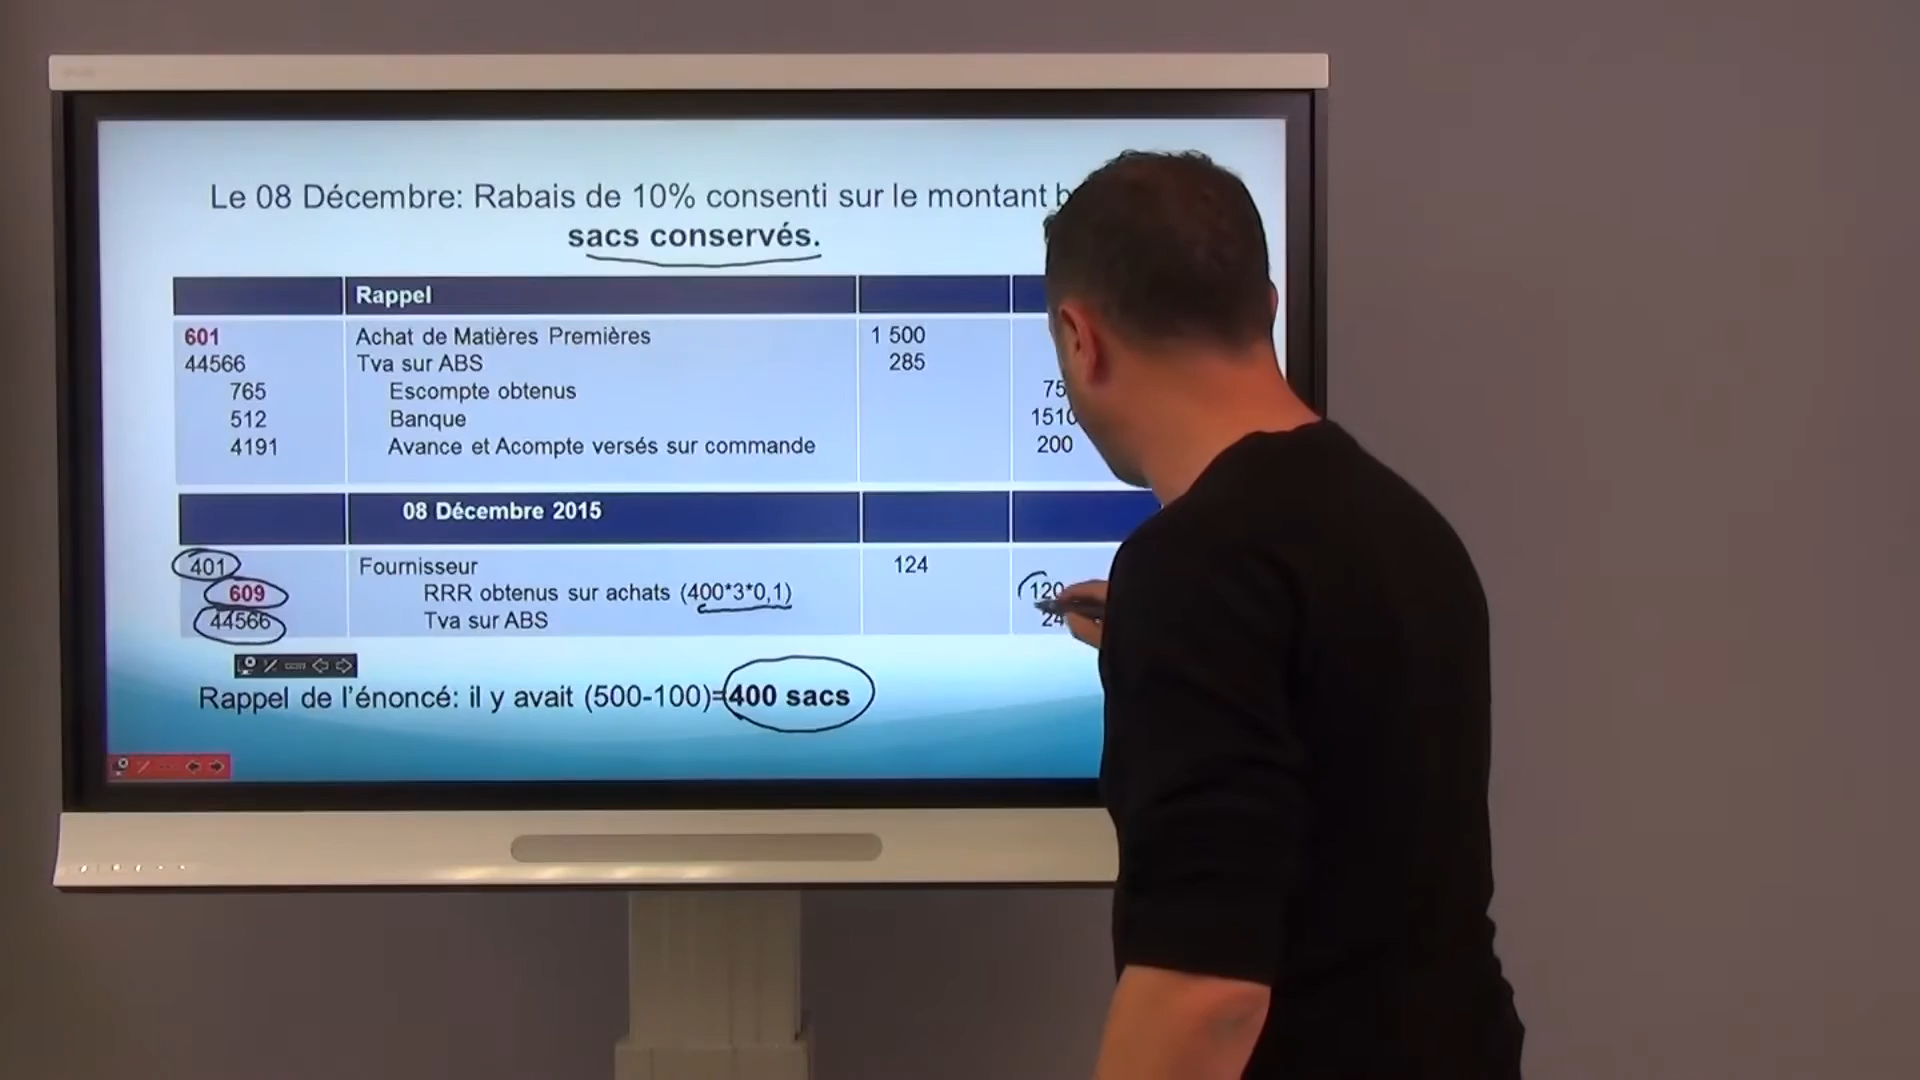 Le 08 Décembre: Rabais de 10% consenti sur le montant
sacs conservés.
Rappel
601 Achat de Matières Premières 1 500
44566 Tva sur ABS 285
765 Escompte obtenus 75
512 Banque 1510
4191 Avance et Acompte versés sur commande 200
08 Décembre 2015
401 Fournisseur 124
609 RRR obtenus sur achats (400*3*0,1) 120
44566 Tva sur ABS 24
Rappel de l'énoncé: il y avait (500-100)=400 sacs